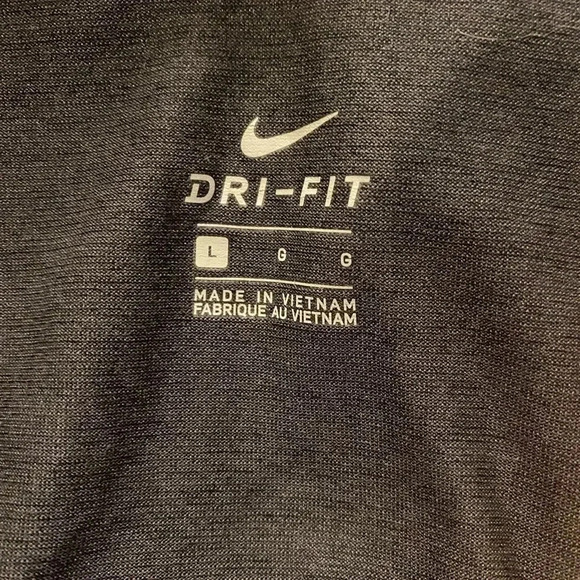 DRI-FIT
L G G
MADE IN VIETNAM
FABRIQUE AU VIETNAM